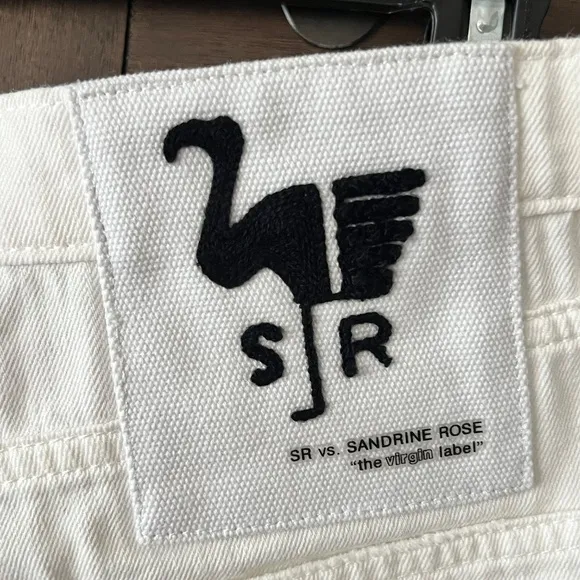 S R
SR vs. SANDRINE ROSE
"the virgin label"